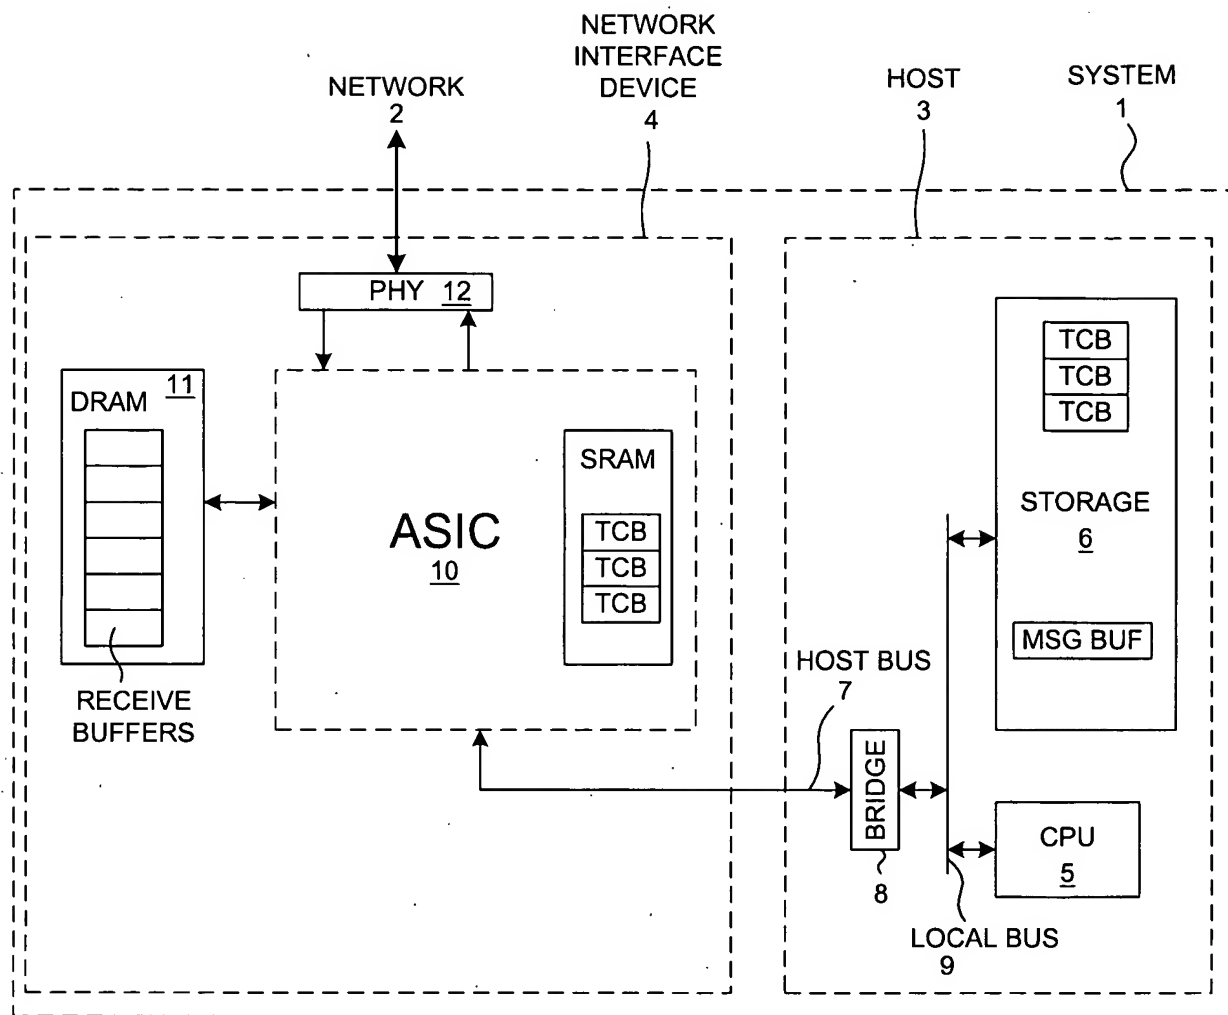 NETWORK
INTERFACE
DEVICE
4
NETWORK
2
HOST
3
SYSTEM
1
PHY 12
11
DRAM
RECEIVE
BUFFERS
ASIC
10
SRAM
TCB
TCB
TCB
TCB
TCB
TCB
STORAGE
6
MSG BUF
HOST BUS
7
BRIDGE
8
CPU
5
LOCAL BUS
9